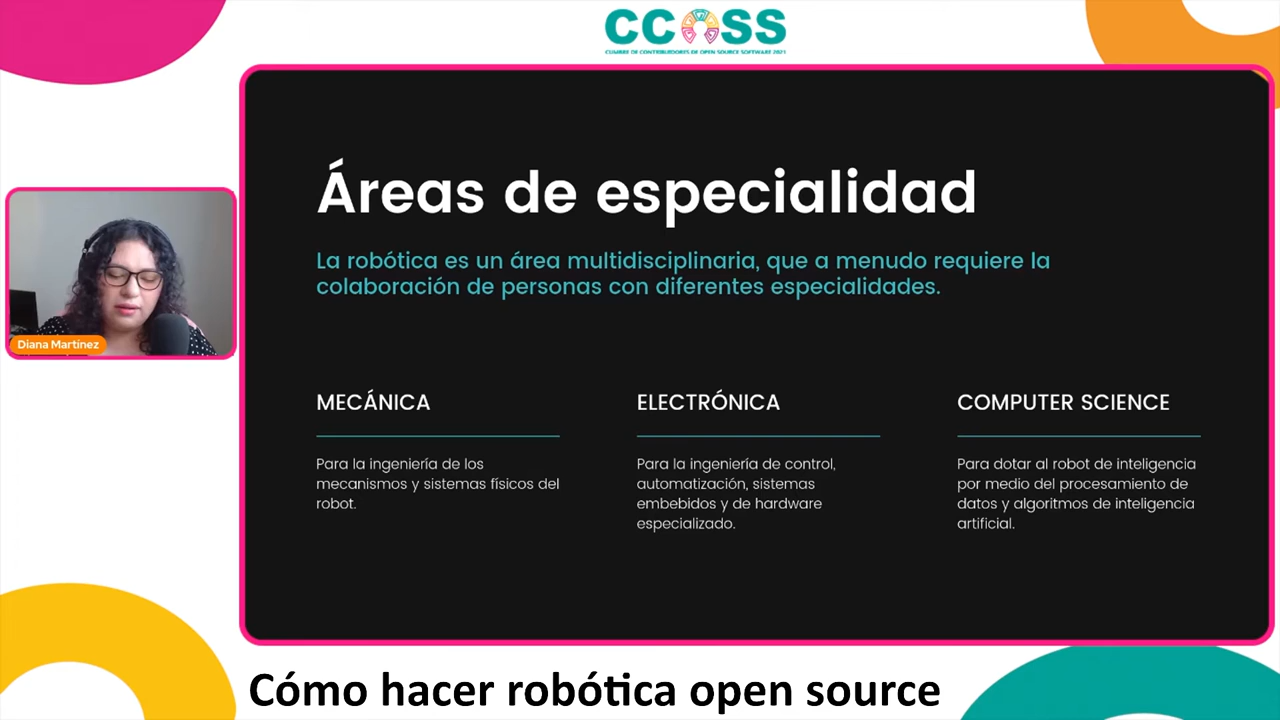 CCOSS
CUMBRE DE CONTRIBUIDORES DE OPEN SOURCE SOFTWARE 2021
Áreas de especialidad
La robótica es un área multidisciplinaria, que a menudo requiere la
colaboración de personas con diferentes especialidades.
Diana Martínez
MECÁNICA
Para la ingeniería de los
mecanismos y sistemas físicos del
robot.
ELECTRÓNICA
Para la ingeniería de control,
automatización, sistemas
embebidos y de hardware
especializado.
COMPUTER SCIENCE
Para dotar al robot de inteligencia
por medio del procesamiento de
datos y algoritmos de inteligencia
artificial.
Cómo hacer robótica open source